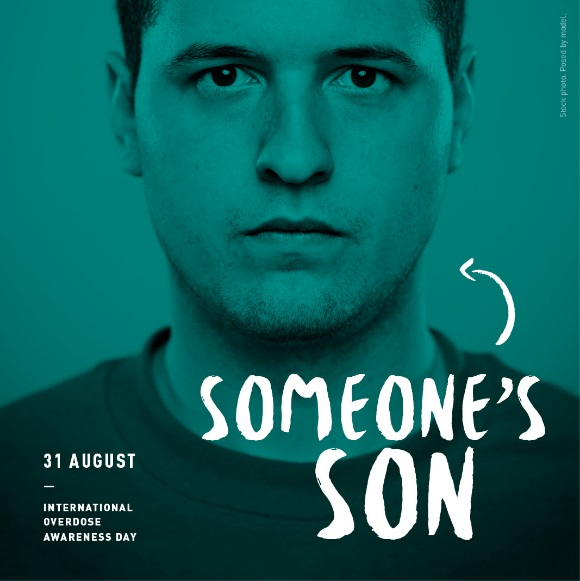 Stock photo. Posed by model.
SOMEONE'S
SON
31 AUGUST
—
INTERNATIONAL
OVERDOSE
AWARENESS DAY